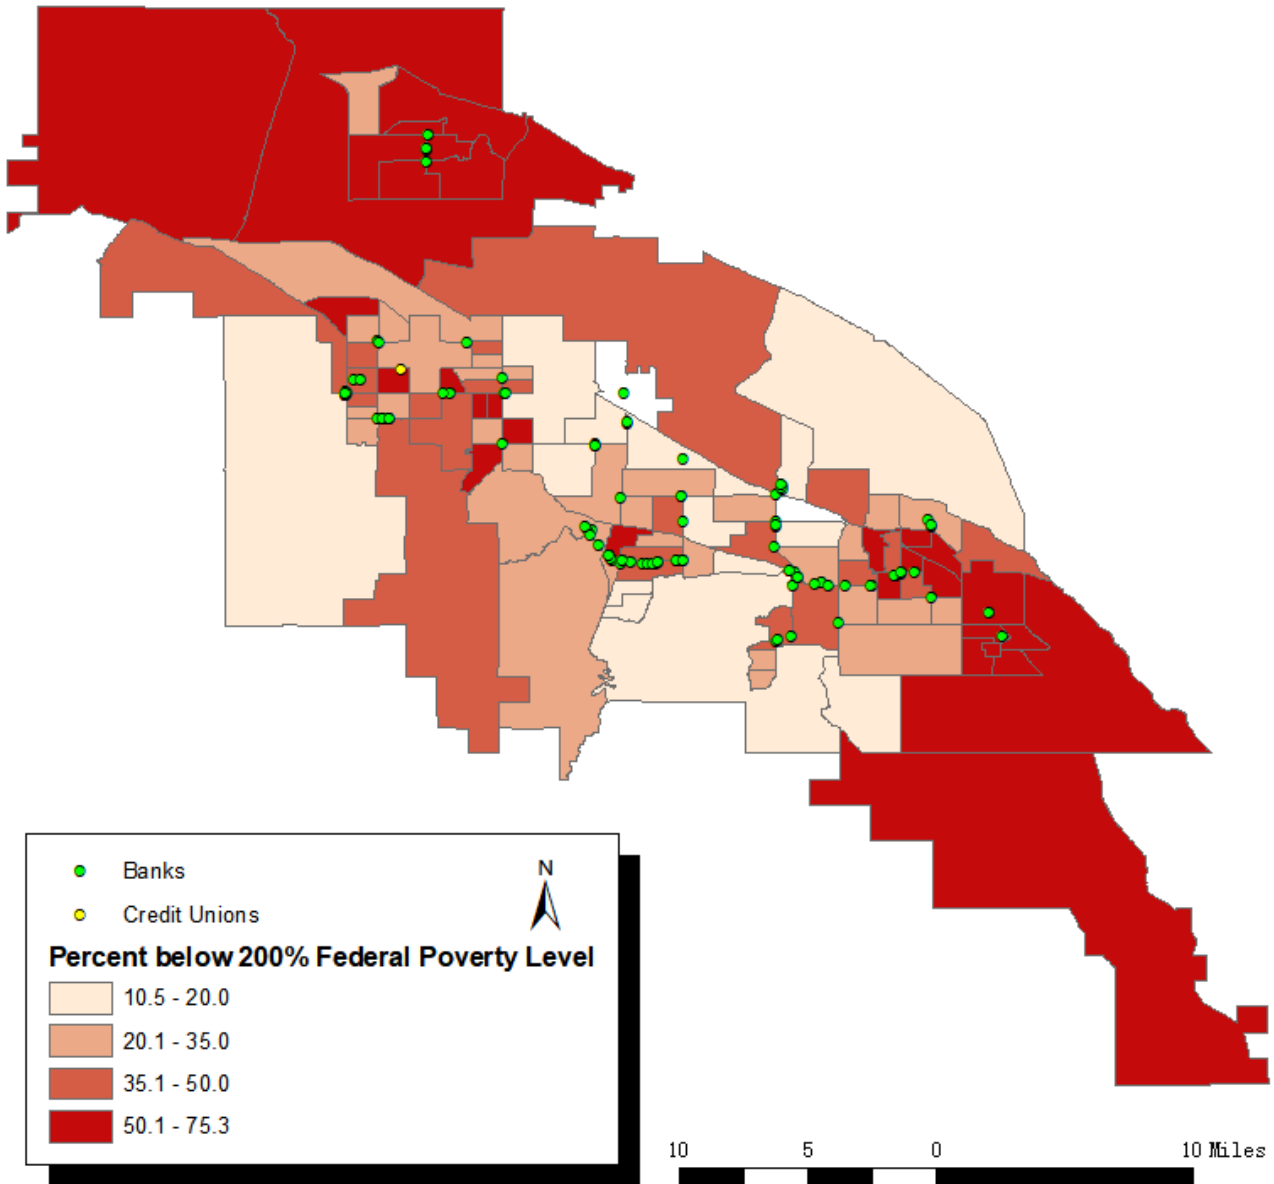 Banks
N
Credit Unions
Percent below 200% Federal Poverty Level
10.5 - 20.0
20.1 - 35.0
35.1 - 50.0
50.1 - 75.3
10 5 0 10 Miles